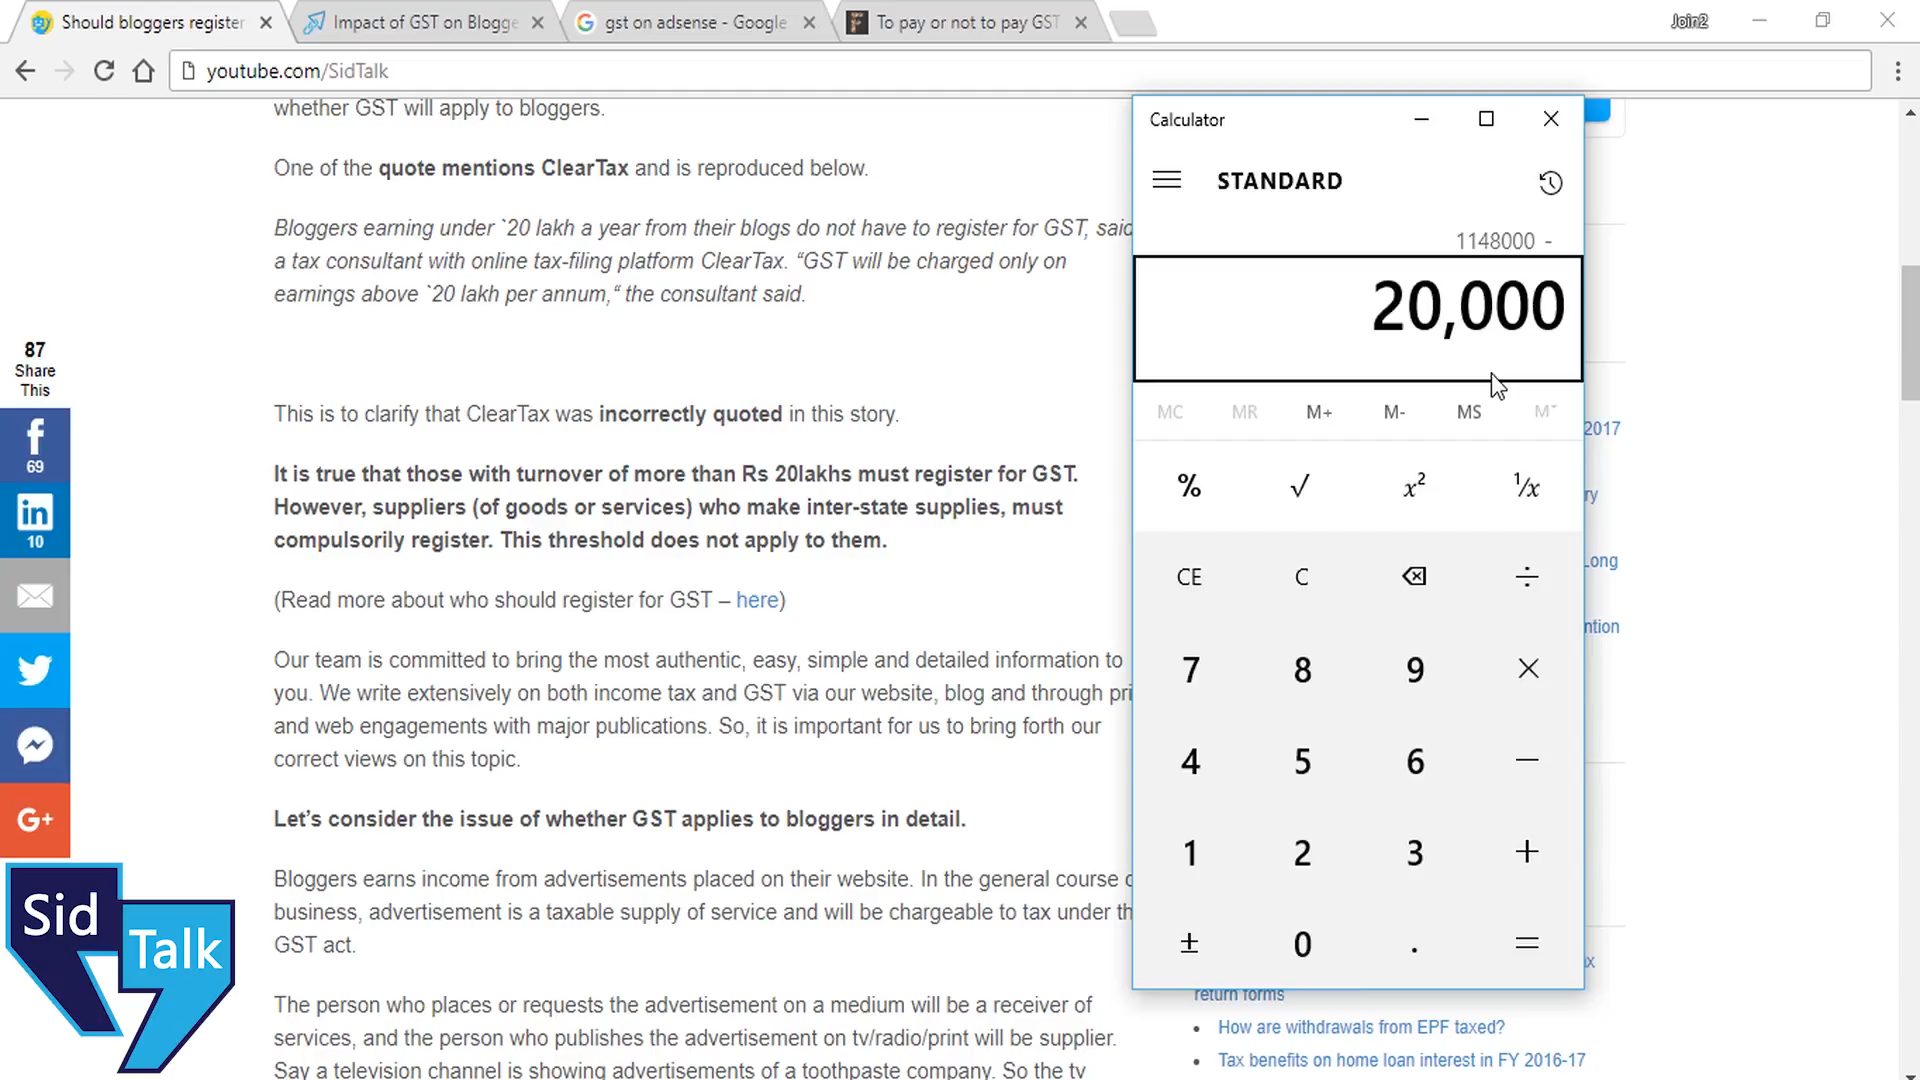 Should bloggers register
Impact of GST on Blogge
gst on adsense - Google
To pay or not to pay GST
Join2
youtube.com/SidTalk
whether GST will apply to bloggers.
One of the quote mentions ClearTax and is reproduced below.
Bloggers earning under `20 lakh a year from their blogs do not have to register for GST, said
a tax consultant with online tax-filing platform ClearTax. “GST will be charged only on
earnings above `20 lakh per annum,“ the consultant said.
This is to clarify that ClearTax was incorrectly quoted in this story.
It is true that those with turnover of more than Rs 20lakhs must register for GST.
However, suppliers (of goods or services) who make inter-state supplies, must
compulsorily register. This threshold does not apply to them.
(Read more about who should register for GST – here)
Our team is committed to bring the most authentic, easy, simple and detailed information to
you. We write extensively on both income tax and GST via our website, blog and through pri
and web engagements with major publications. So, it is important for us to bring forth our
correct views on this topic.
Let’s consider the issue of whether GST applies to bloggers in detail.
Bloggers earns income from advertisements placed on their website. In the general course o
business, advertisement is a taxable supply of service and will be chargeable to tax under th
GST act.
The person who places or requests the advertisement on a medium will be a receiver of
services, and the person who publishes the advertisement on tv/radio/print will be supplier.
Say a television channel is showing advertisements of a toothpaste company. So the tv
87
Share
This
f
69
in
10
G+
Sid
Talk
Calculator
STANDARD
1148000 -
20,000
MC MR M+ M- MS M˅
% √ x² ¹/x
CE C ÷
7 8 9 ×
4 5 6 −
1 2 3 +
± 0 . =
2017
ry
Long
ntion
ax
return forms
How are withdrawals from EPF taxed?
Tax benefits on home loan interest in FY 2016-17